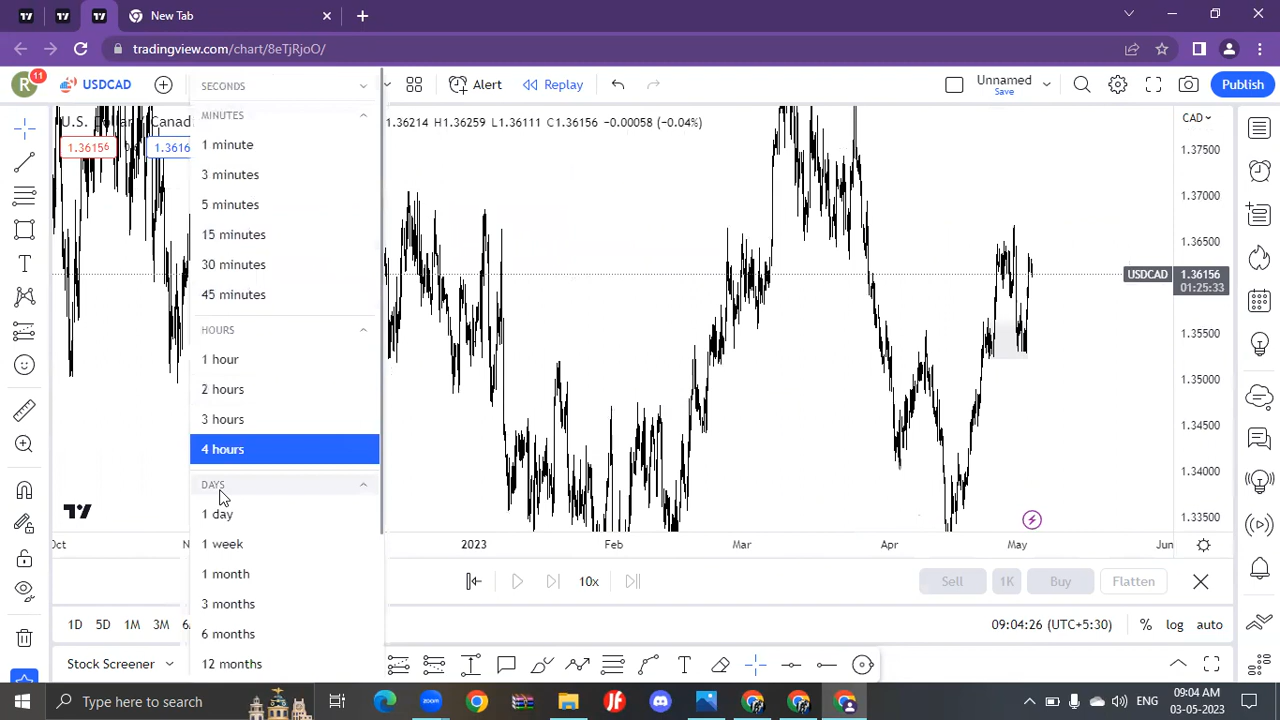 New Tab
tradingview.com/chart/8eTjRjoO/
R
11
USDCAD
Alert
Replay
Unnamed
Save
Publish
U.S. Dollar
1.36214 H1.36259 L1.36111 C1.36156 −0.00058 (−0.04%)
1.36156
SECONDS
MINUTES
1 minute
3 minutes
5 minutes
15 minutes
30 minutes
45 minutes
HOURS
1 hour
2 hours
3 hours
4 hours
DAYS
1 day
1 week
1 month
3 months
6 months
12 months
CAD
1.37500
1.37000
1.36500
USDCAD
1.36156
01:25:33
1.35500
1.35000
1.34500
1.34000
1.33500
Oct
2023
Feb
Mar
Apr
May
Jun
10x
Sell
1K
Buy
Flatten
1D 5D 1M 3M
09:04:26 (UTC+5:30)
% log auto
Stock Screener
Type here to search
ENG
09:04 AM
03-05-2023